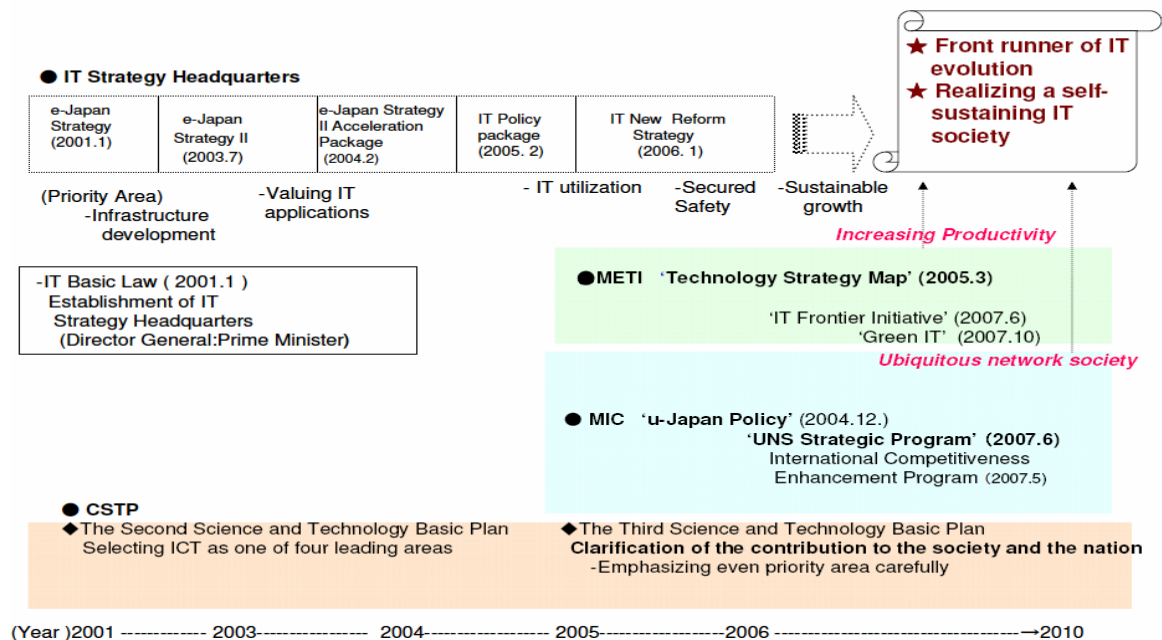 ★ Front runner of IT
evolution
★ Realizing a self-
sustaining IT
society
● IT Strategy Headquarters
e-Japan
Strategy
(2001.1)
e-Japan
Strategy II
(2003.7)
e-Japan Strategy
II Acceleration
Package
(2004.2)
IT Policy
package
(2005. 2)
IT New Reform
Strategy
(2006. 1)
(Priority Area)
-Infrastructure
development
-Valuing IT
applications
- IT utilization
-Secured
Safety
-Sustainable
growth
Increasing Productivity
-IT Basic Law ( 2001.1 )
Establishment of IT
Strategy Headquarters
(Director General:Prime Minister)
●METI ‘Technology Strategy Map’ (2005.3)
‘IT Frontier Initiative’ (2007.6)
‘Green IT’ (2007.10)
Ubiquitous network society
● MIC ‘u-Japan Policy’ (2004.12.)
‘UNS Strategic Program’ (2007.6)
International Competitiveness
Enhancement Program (2007.5)
● CSTP
◆The Second Science and Technology Basic Plan
Selecting ICT as one of four leading areas
◆The Third Science and Technology Basic Plan
Clarification of the contribution to the society and the nation
-Emphasizing even priority area carefully
(Year )2001 ------------ 2003---------------- 2004----------------- 2005------------------ 2006 -----------------------------------→2010